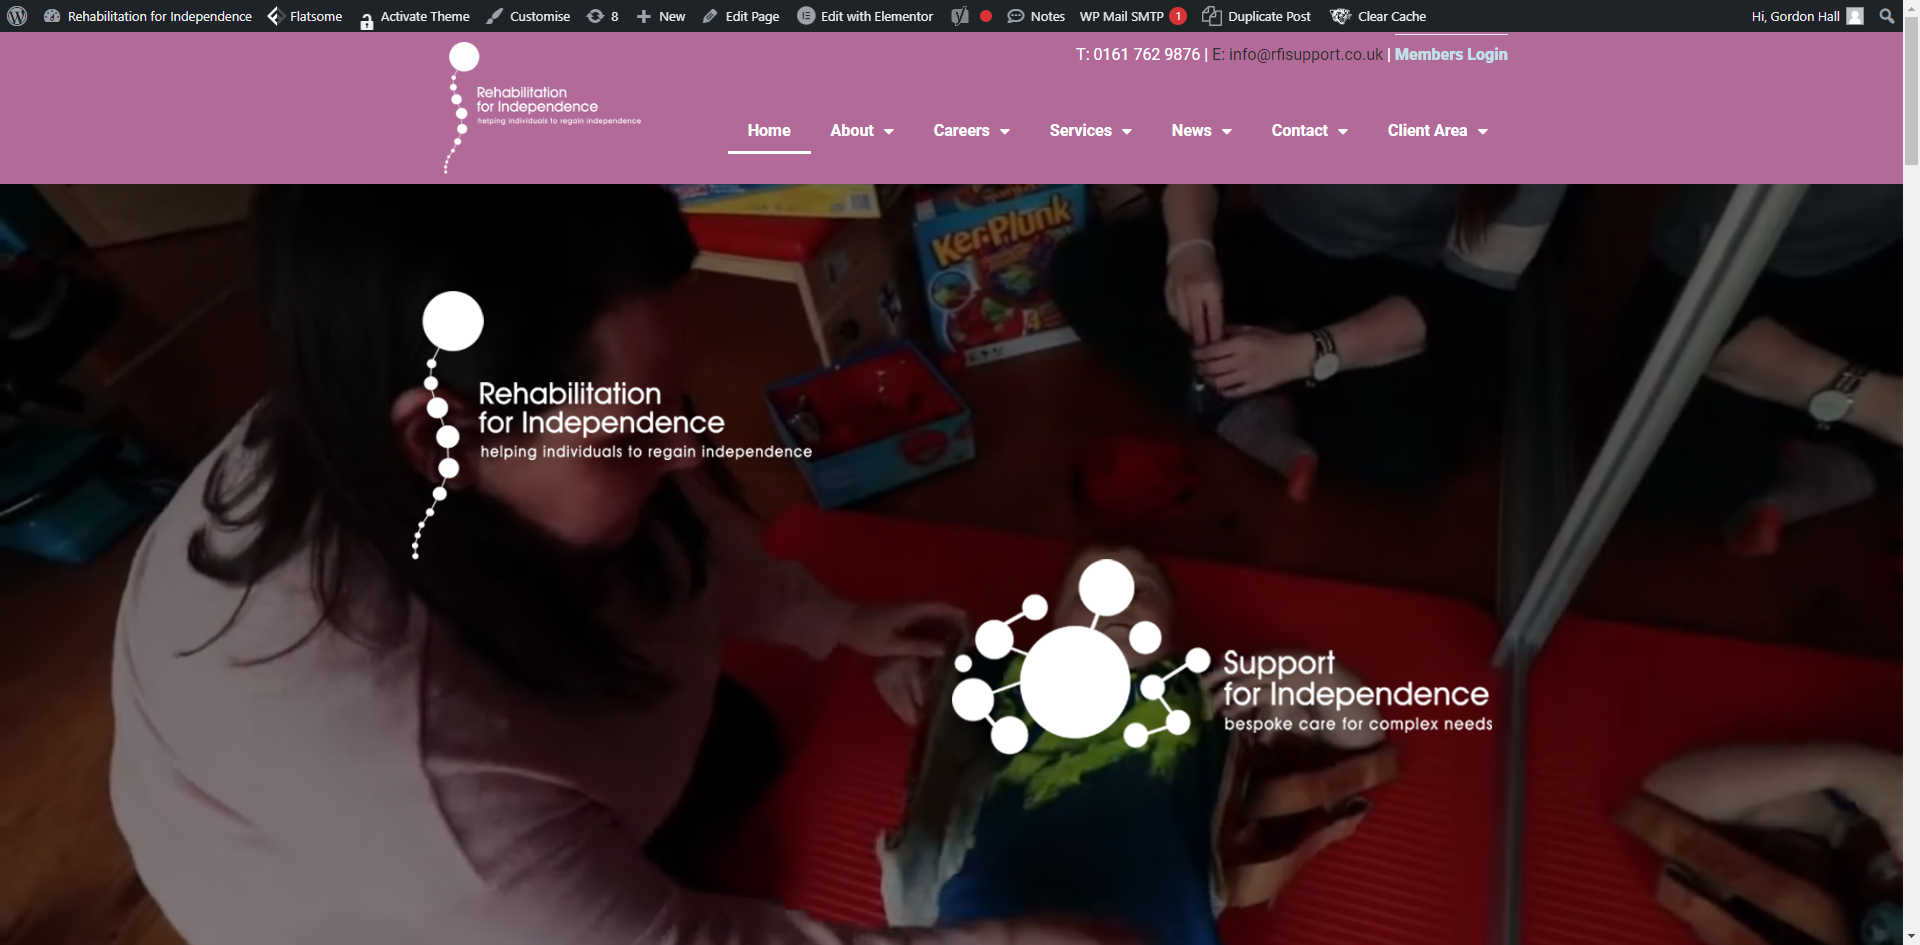 Rehabilitation for Independence Flatsome Activate Theme Customise 8 New Edit Page Edit with Elementor Notes WP Mail SMTP 1 Duplicate Post Clear Cache Hi, Gordon Hall
T: 0161 762 9876 | E: info@rfisupport.co.uk | Members Login
Rehabilitation
for Independence
helping individuals to regain independence
Home About Careers Services News Contact Client Area
Ker-Plunk
Rehabilitation
for Independence
helping individuals to regain independence
Support
for Independence
bespoke care for complex needs